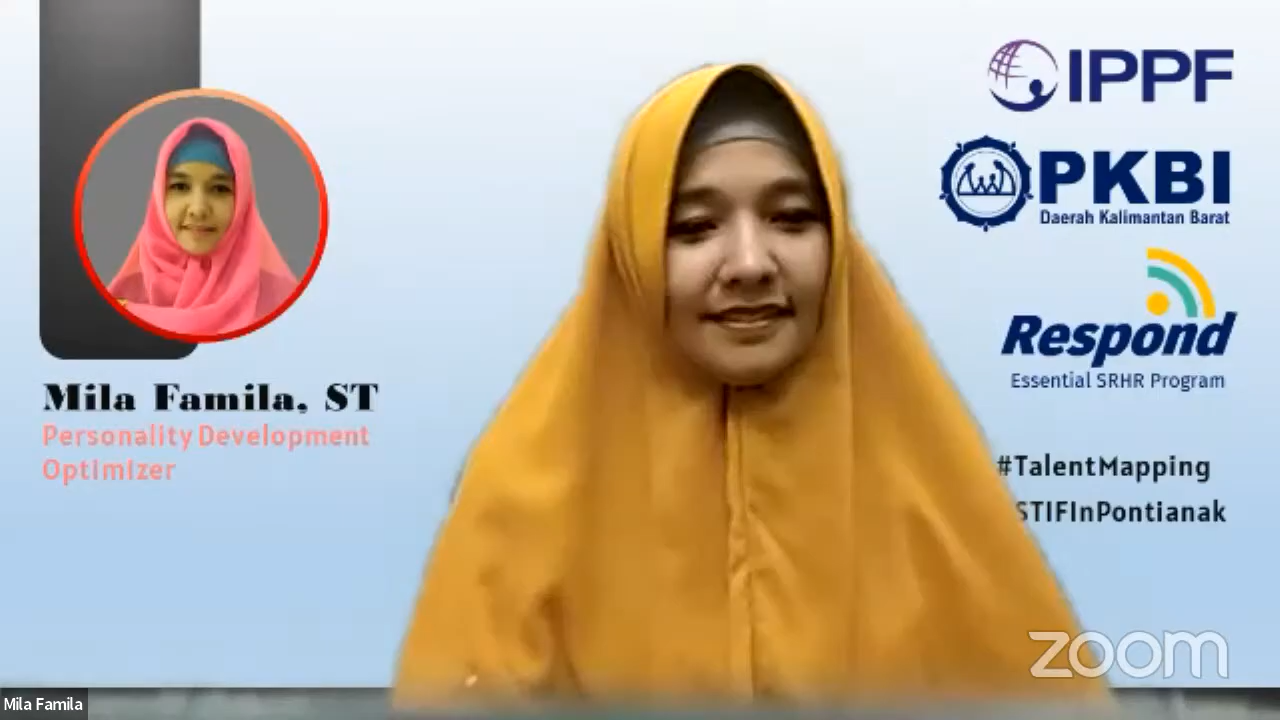 IPPF
PKBI
Daerah Kalimantan Barat
Respond
Essential SRHR Program
Mila Famila, ST
Personality Development
OptImIzer
#TalentMapping
STIFInPontianak
zoom
Mila Famila